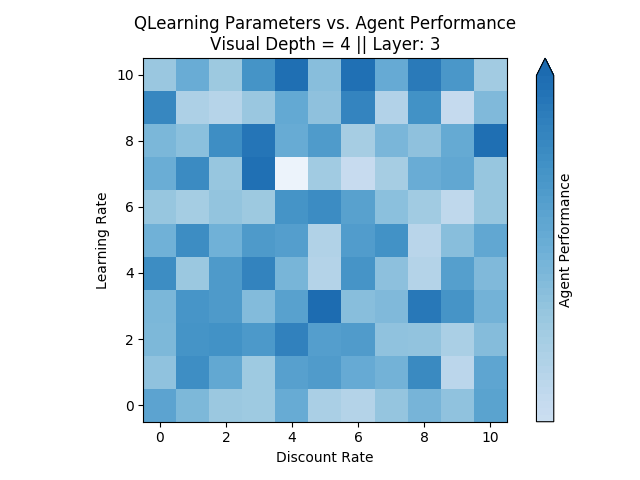 QLearning Parameters vs. Agent Performance
Visual Depth = 4 || Layer: 3
10
8
6
4
2
0
Learning Rate
0 2 4 6 8 10
Discount Rate
Agent Performance